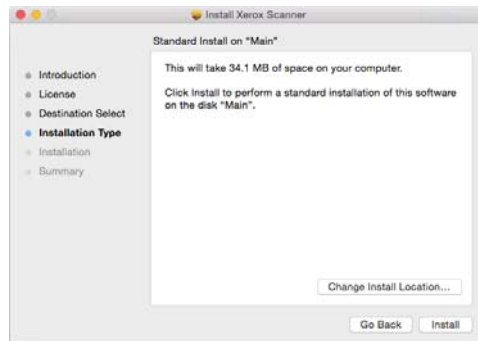 Install Xerox Scanner
Standard Install on "Main"
Introduction
License
Destination Select
Installation Type
Installation
Summary
This will take 34.1 MB of space on your computer.
Click Install to perform a standard installation of this software
on the disk "Main".
Change Install Location...
Go Back
Install